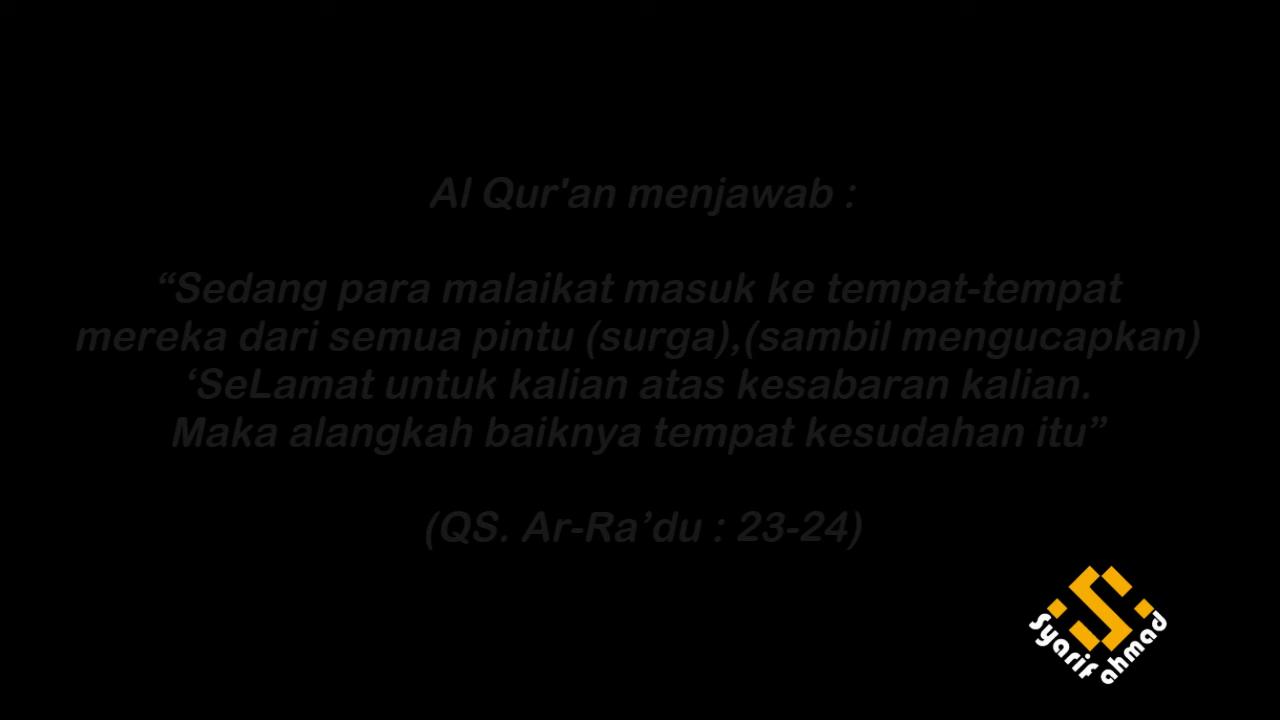 Al Qur'an menjawab :
“Sedang para malaikat masuk ke tempat-tempat
mereka dari semua pintu (surga),(sambil mengucapkan)
‘SeLamat untuk kalian atas kesabaran kalian.
Maka alangkah baiknya tempat kesudahan itu”
(QS. Ar-Ra’du : 23-24)
Syarif ahmad